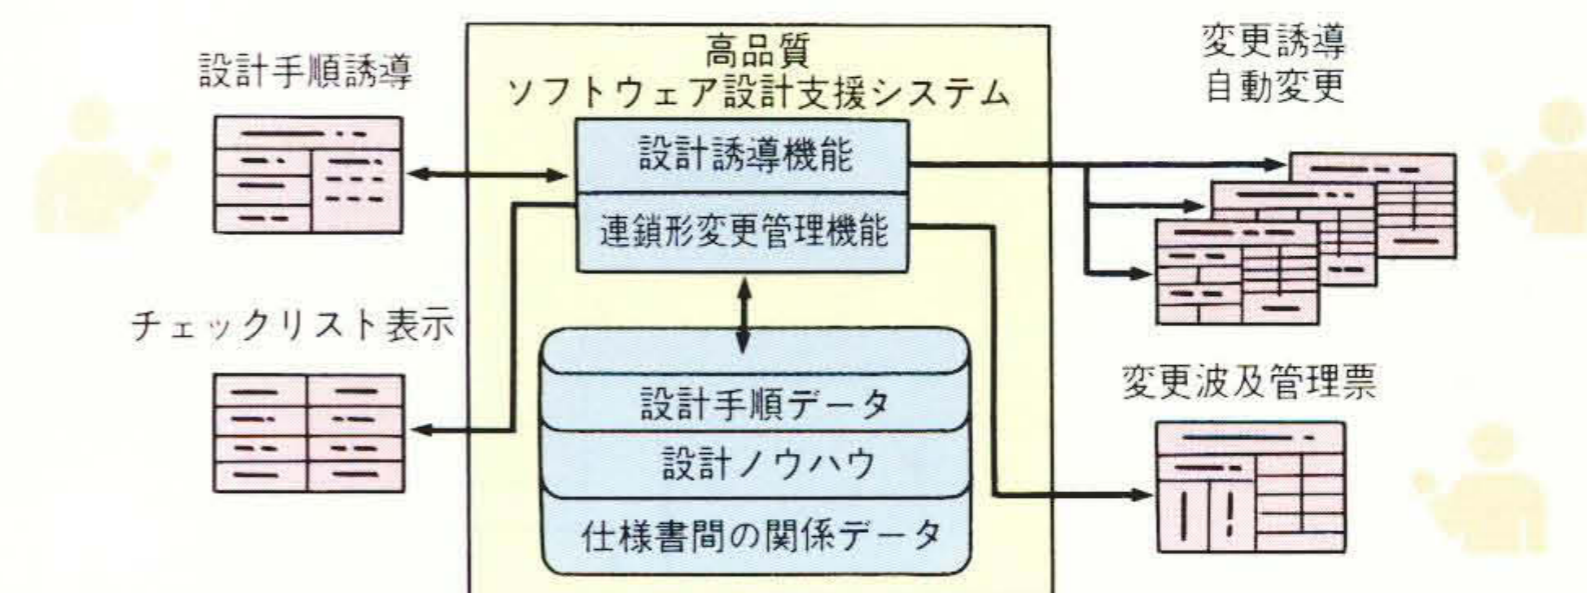 設計手順誘導
チェックリスト表示
高品質
ソフトウェア設計支援システム
設計誘導機能
連鎖形変更管理機能
設計手順データ
設計ノウハウ
仕様書間の関係データ
変更誘導
自動変更
変更波及管理票